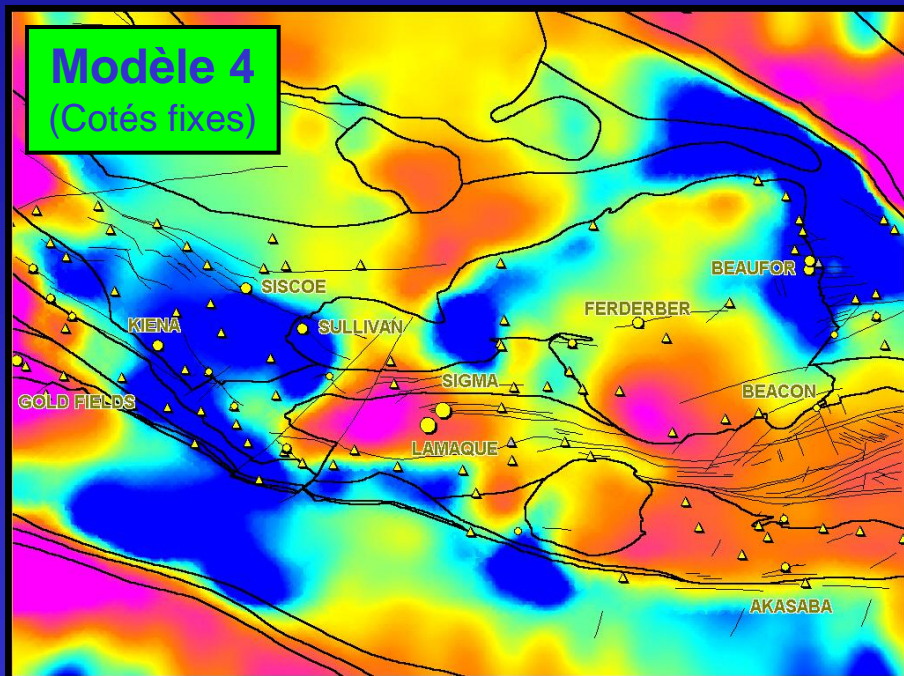 Modèle 4
(Cotés fixes)
BEAUFOR
SISCOE
FERDERBER
KIENA
SULLIVAN
SIGMA
BEACON
GOLD FIELDS
LAMAQUE
AKASABA